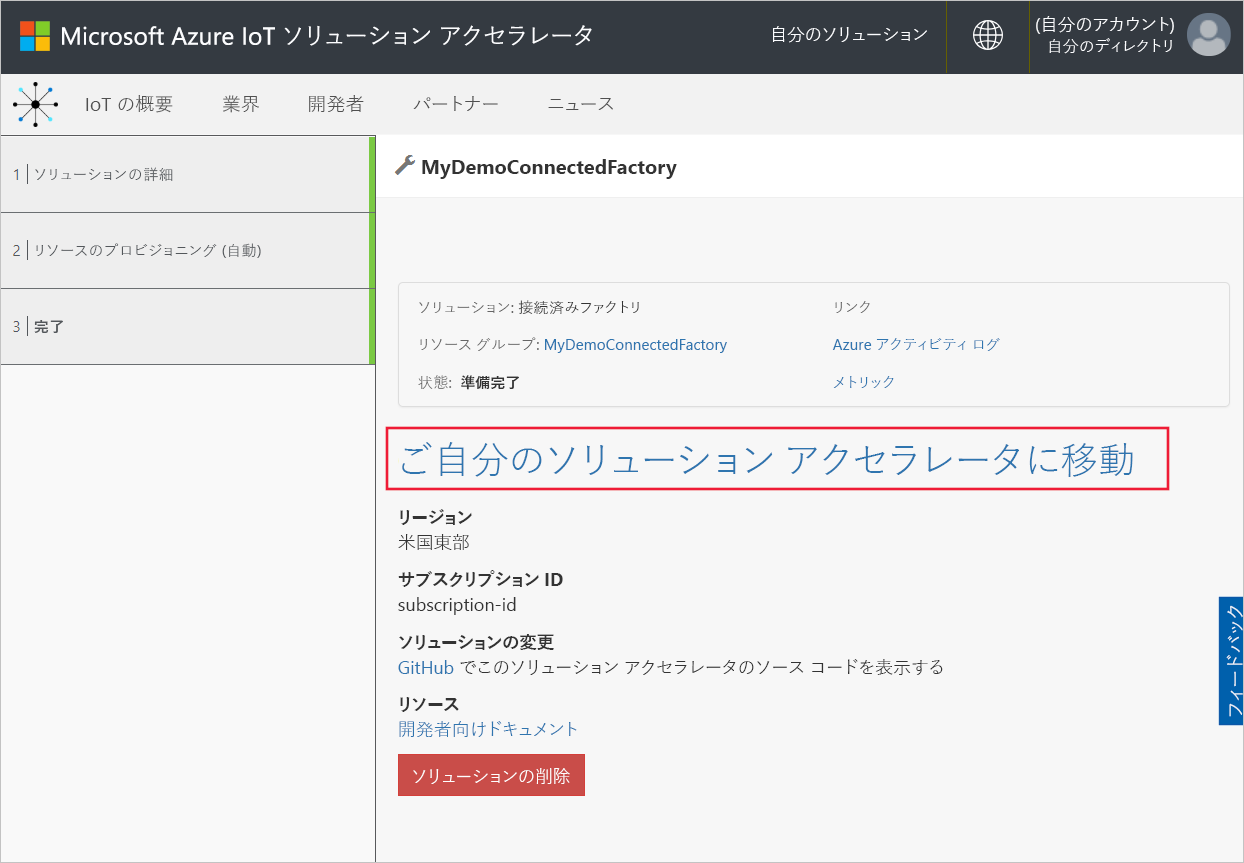 Microsoft Azure IoT ソリューション アクセラレータ
自分のソリューション
(自分のアカウント)
自分のディレクトリ
IoT の概要 業界 開発者 パートナー ニュース
1 ソリューションの詳細
2 リソースのプロビジョニング (自動)
3 完了
MyDemoConnectedFactory
ソリューション: 接続済みファクトリ
リソース グループ: MyDemoConnectedFactory
状態: 準備完了
リンク
Azure アクティビティ ログ
メトリック
ご自分のソリューション アクセラレータに移動
リージョン
米国東部
サブスクリプション ID
subscription-id
ソリューションの変更
GitHub でこのソリューション アクセラレータのソース コードを表示する
リソース
開発者向けドキュメント
ソリューションの削除
フィードバック